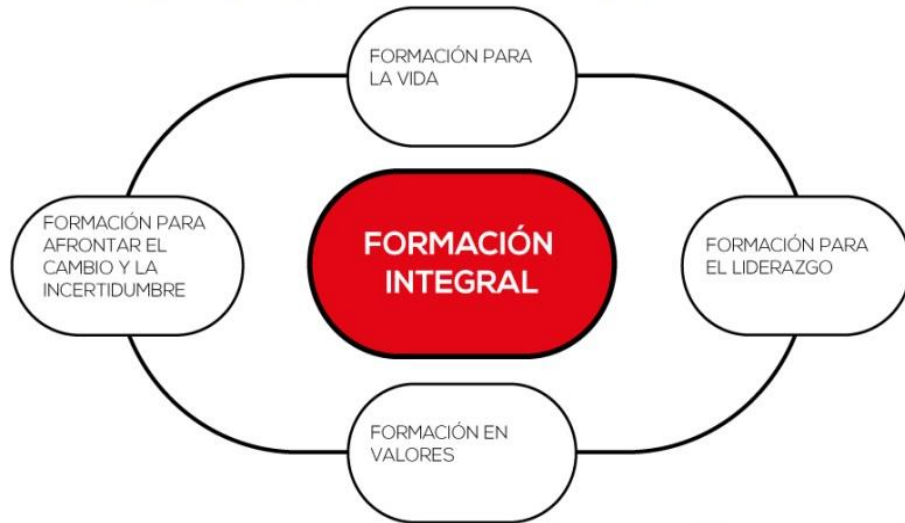 FORMACIÓN PARA
LA VIDA
FORMACIÓN PARA
AFRONTAR EL
CAMBIO Y LA
INCERTIDUMBRE
FORMACIÓN
INTEGRAL
FORMACIÓN PARA
EL LIDERAZGO
FORMACIÓN EN
VALORES